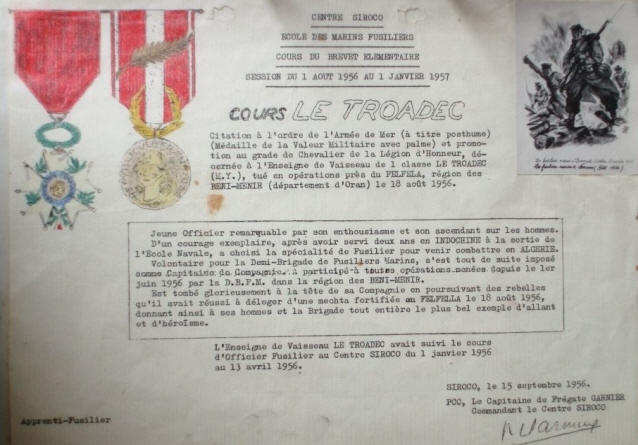 CENTRE SIROCO
ECOLE DES MARINS FUSILIERS
COURS DU BREVET ELEMENTAIRE
SESSION DU 1 AOUT 1956 AU 1 JANVIER 1957
COURS LE TROADEC
Citation à l'ordre de l'Armée de Mer (à titre posthume)
(Médaille de la Valeur Militaire avec palme) et promo-
tion au grade de Chevalier de la Légion d'Honneur, dé-
cernée à l'Enseigne de Vaisseau de 1 classe LE TROADEC
(M.Y.), tué en opérations près du FELFELA, région des
BENI-MENIR (département d'Oran) le 18 août 1956.
Jeune Officier remarquable par son enthousiasme et son ascendant sur les hommes.
D'un courage exemplaire, après avoir servi deux ans en INDOCHINE à la sortie de
l'Ecole Navale, a choisi la spécialité de Fusilier pour venir combattre en ALGERIE.
Volontaire pour la Demi-Brigade de Fusiliers Marins, s'est tout de suite imposé
comme Capitaine de Compagnie. à participé à toutes opérations menées depuis le 1er
juin 1956 par la D.B.F.M. dans la région des BENI-MENIR.
Est tombé glorieusement à la tête de sa Compagnie en poursuivant des rebelles
qu'il avait réussi à déloger d'une mechta fortifiée au FELFELLA le 18 août 1956,
donnant ainsi à ses hommes et la Brigade tout entière le plus bel exemple d'allant
et d'héroïsme.
L'Enseigne de Vaisseau LE TROADEC avait suivi le cours
d'Officier Fusilier au Centre SIROCO du 1 janvier 1956
au 13 avril 1956.
SIROCO, le 15 septembre 1956.
PCC, Le Capitaine de Frégate GARNIER
Commandant le Centre SIROCO
Apprenti-Fusilier